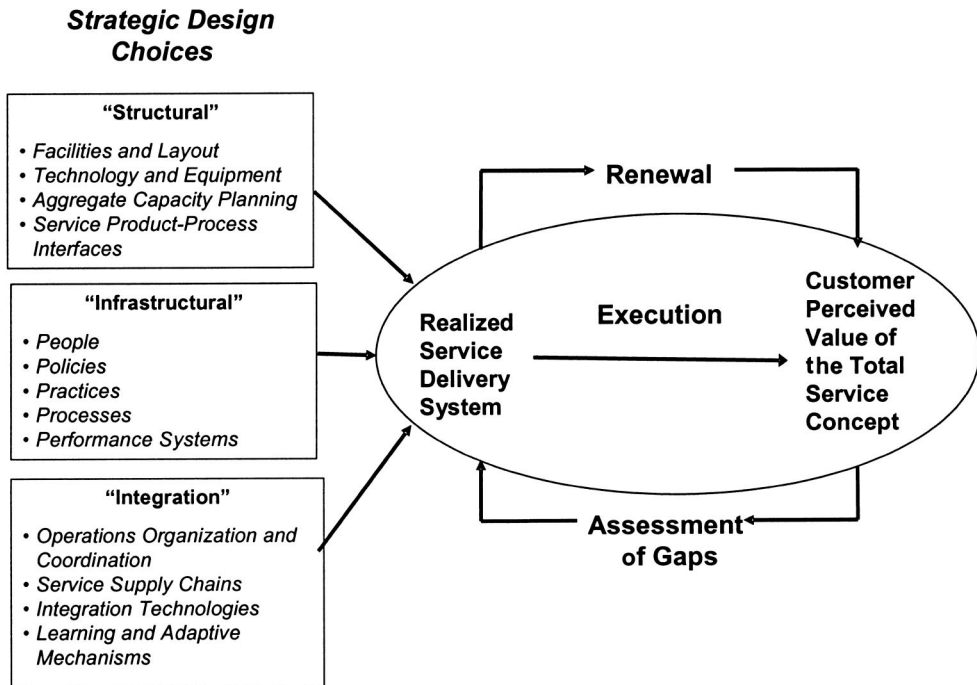 Strategic Design
Choices
“Structural”
• Facilities and Layout
• Technology and Equipment
• Aggregate Capacity Planning
• Service Product-Process
Interfaces
“Infrastructural”
• People
• Policies
• Practices
• Processes
• Performance Systems
“Integration”
• Operations Organization and
Coordination
• Service Supply Chains
• Integration Technologies
• Learning and Adaptive
Mechanisms
Renewal
Realized
Service
Delivery
System
Execution
Customer
Perceived
Value of
the Total
Service
Concept
Assessment
of Gaps